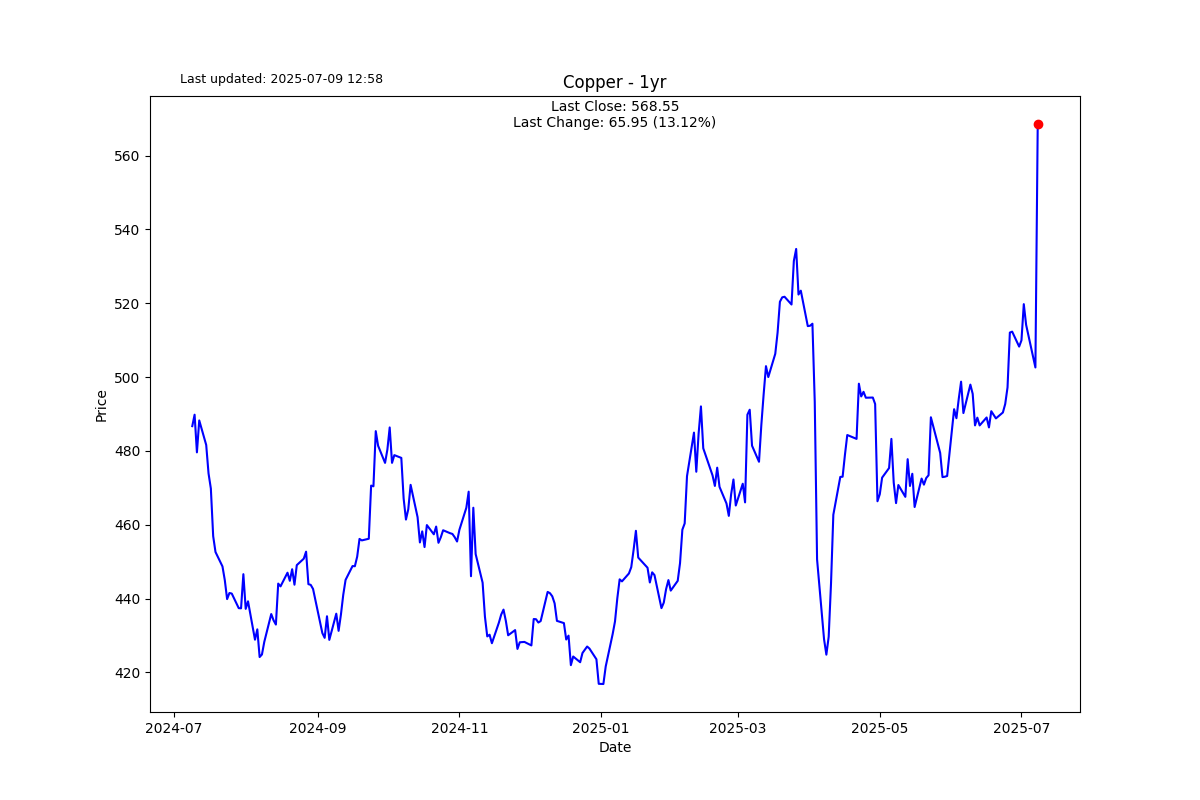 Last updated: 2025-07-09 12:58
Copper - 1yr
Last Close: 568.55
Last Change: 65.95 (13.12%)
560
540
520
500
480
460
440
420
Price
2024-07
2024-09
2024-11
2025-01
2025-03
2025-05
2025-07
Date